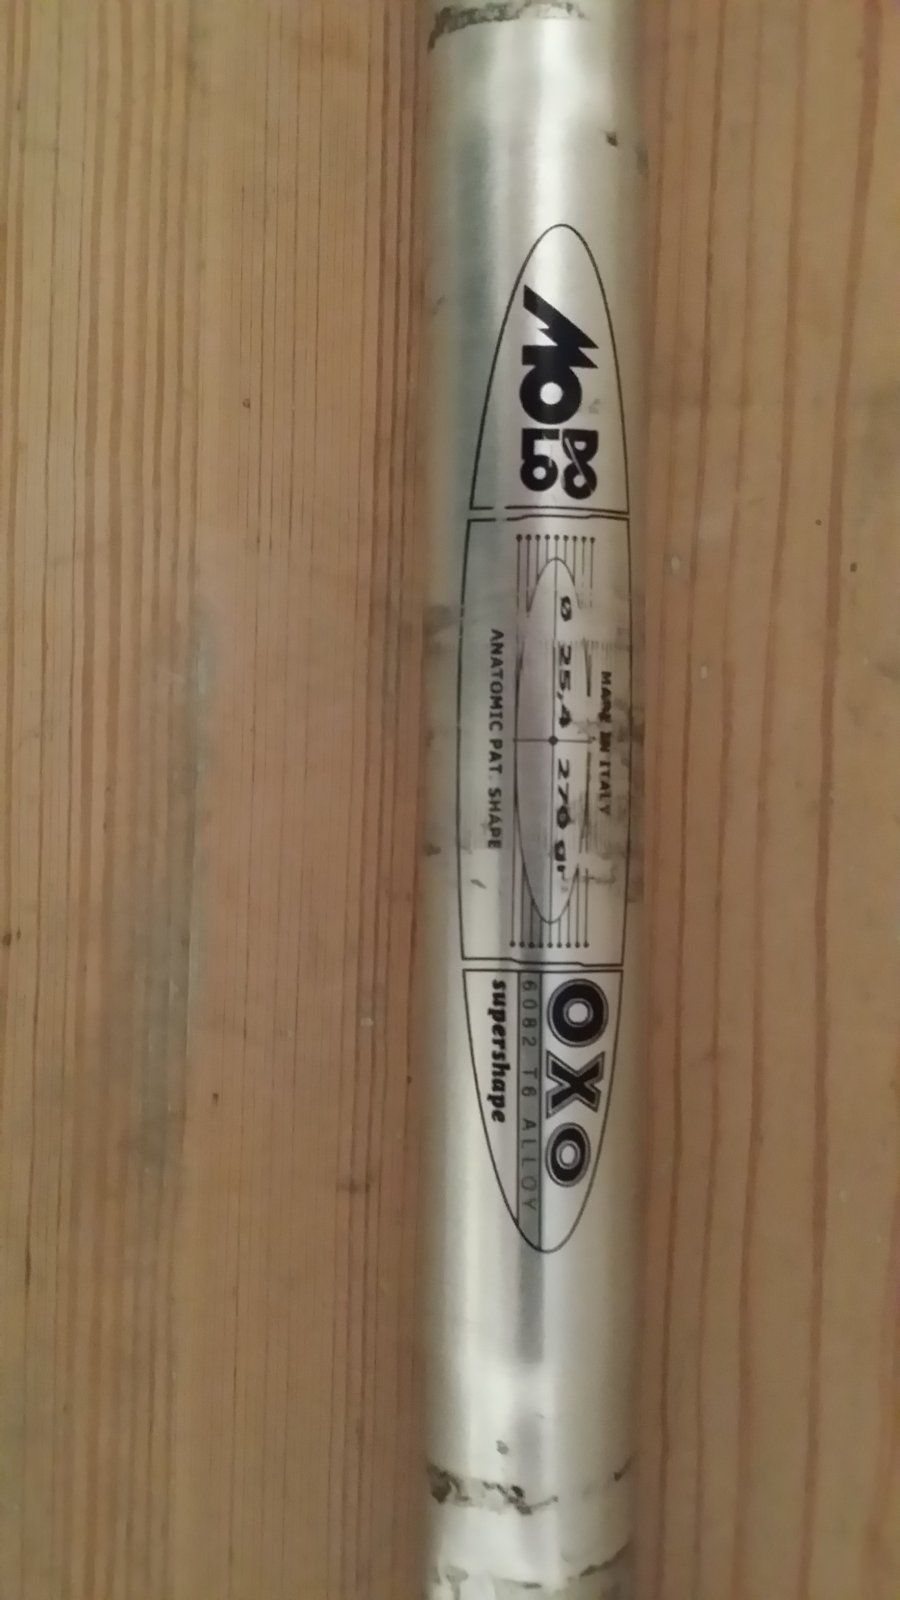 MODOLO
MADE IN ITALY
Ø 25,4 270 gr
ANATOMIC PAT. SHAPE
OXO
6082 T6 ALLOY
supershape